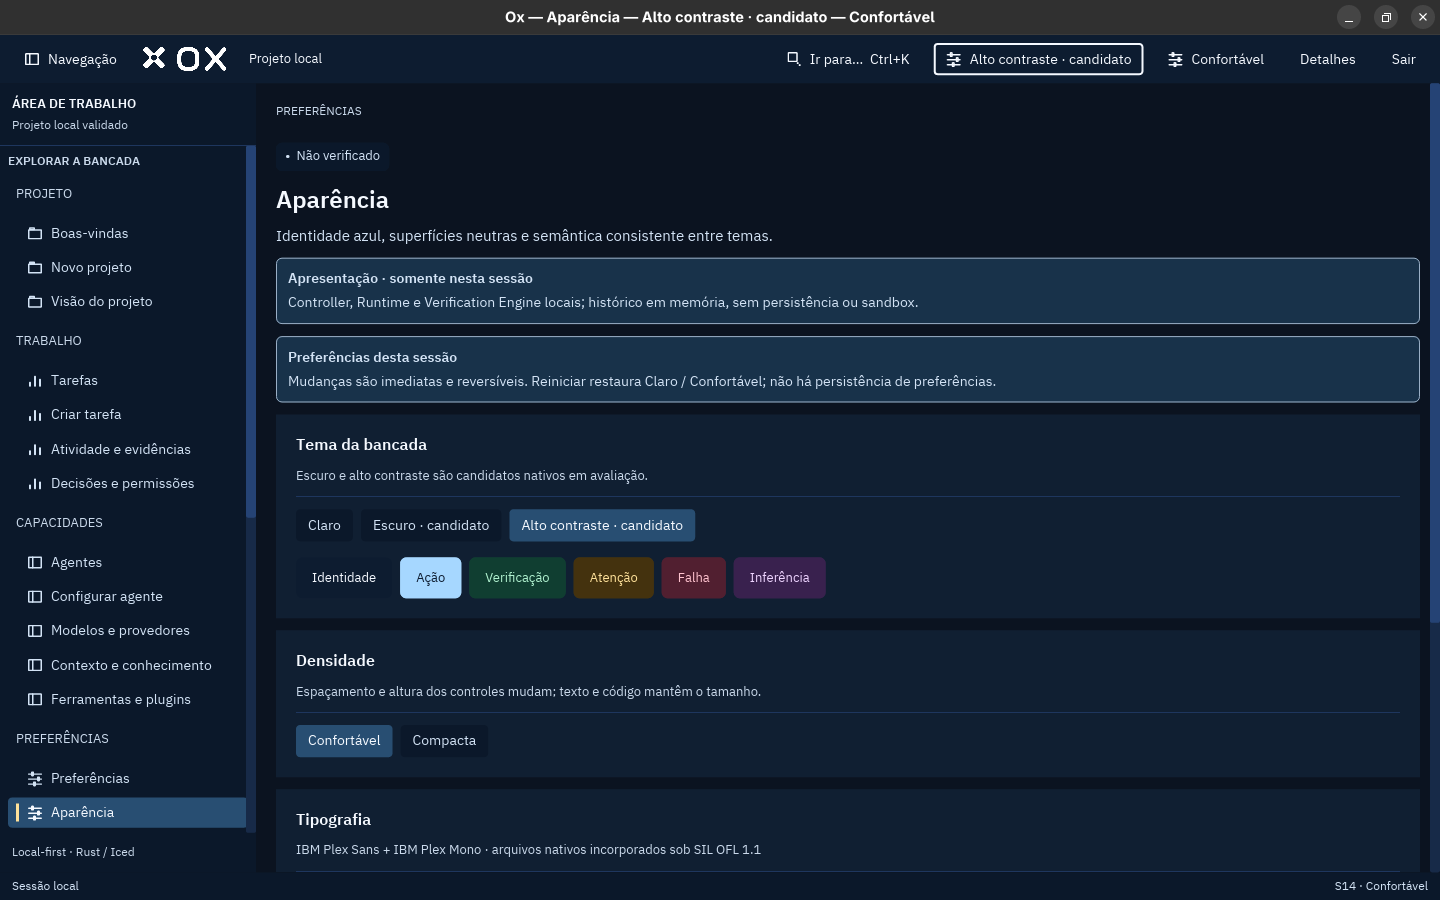 Ox — Aparência — Alto contraste · candidato — Confortável
Navegação
OX
Projeto local
Ir para... Ctrl+K
Alto contraste · candidato
Confortável
Detalhes
Sair
ÁREA DE TRABALHO
Projeto local validado
EXPLORAR A BANCADA
PROJETO
Boas-vindas
Novo projeto
Visão do projeto
TRABALHO
Tarefas
Criar tarefa
Atividade e evidências
Decisões e permissões
CAPACIDADES
Agentes
Configurar agente
Modelos e provedores
Contexto e conhecimento
Ferramentas e plugins
PREFERÊNCIAS
Preferências
Aparência
Local-first · Rust / Iced
PREFERÊNCIAS
• Não verificado
Aparência
Identidade azul, superfícies neutras e semântica consistente entre temas.
Apresentação · somente nesta sessão
Controller, Runtime e Verification Engine locais; histórico em memória, sem persistência ou sandbox.
Preferências desta sessão
Mudanças são imediatas e reversíveis. Reiniciar restaura Claro / Confortável; não há persistência de preferências.
Tema da bancada
Escuro e alto contraste são candidatos nativos em avaliação.
Claro
Escuro · candidato
Alto contraste · candidato
Identidade
Ação
Verificação
Atenção
Falha
Inferência
Densidade
Espaçamento e altura dos controles mudam; texto e código mantêm o tamanho.
Confortável
Compacta
Tipografia
IBM Plex Sans + IBM Plex Mono · arquivos nativos incorporados sob SIL OFL 1.1
Sessão local
S14 · Confortável